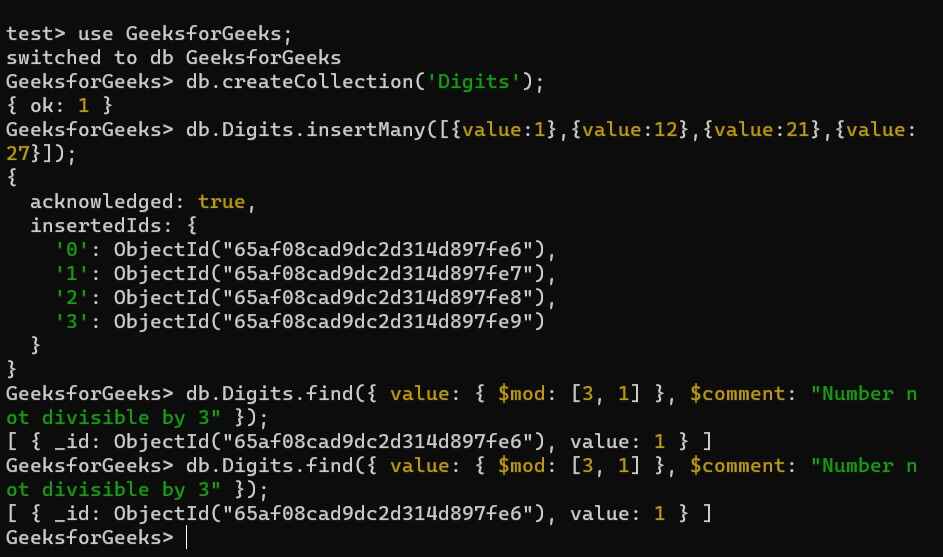 test> use GeeksforGeeks;
switched to db GeeksforGeeks
GeeksforGeeks> db.createCollection('Digits');
{ ok: 1 }
GeeksforGeeks> db.Digits.insertMany([{value:1},{value:12},{value:21},{value:
27}]);
{
  acknowledged: true,
  insertedIds: {
    '0': ObjectId("65af08cad9dc2d314d897fe6"),
    '1': ObjectId("65af08cad9dc2d314d897fe7"),
    '2': ObjectId("65af08cad9dc2d314d897fe8"),
    '3': ObjectId("65af08cad9dc2d314d897fe9")
  }
}
GeeksforGeeks> db.Digits.find({ value: { $mod: [3, 1] }, $comment: "Number n
ot divisible by 3" });
[ { _id: ObjectId("65af08cad9dc2d314d897fe6"), value: 1 } ]
GeeksforGeeks> db.Digits.find({ value: { $mod: [3, 1] }, $comment: "Number n
ot divisible by 3" });
[ { _id: ObjectId("65af08cad9dc2d314d897fe6"), value: 1 } ]
GeeksforGeeks>